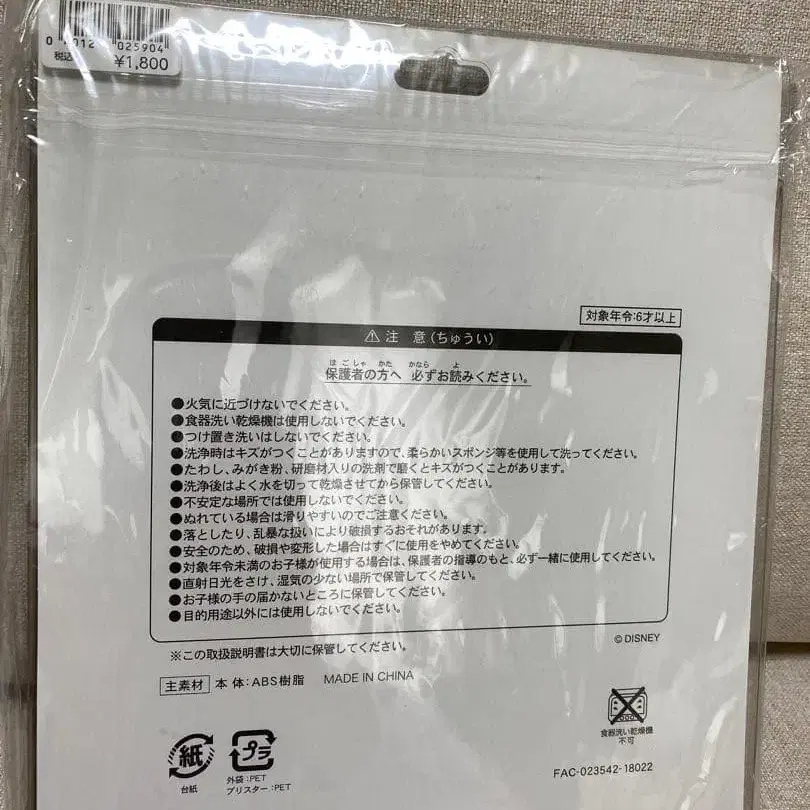 025904
税込
¥1,800
対象年令:6才以上
⚠注 意(ちゅうい)
ほごしゃ かた かなら よ
保護者の方へ 必ずお読みください。
●火気に近づけないでください。
●食器洗い乾燥機は使用しないでください。
●つけ置き洗いはしないでください。
●洗浄時はキズがつくことがありますので、柔らかいスポンジ等を使用して洗ってください。
●たわし、みがき粉、研磨材入りの洗剤で磨くとキズがつくことがあります。
●洗浄後はよく水を切って乾燥させてから保管してください。
●不安定な場所では使用しないでください。
●ぬれている場合は滑りやすいのでご注意ください。
●落としたり、乱暴な扱いにより破損するおそれがあります。
●安全のため、破損や変形した場合はすぐに使用をやめてください。
●対象年令未満のお子様が使用する場合は、保護者の指導のもと、必ず一緒に使用してください。
●直射日光をさけ、湿気の少ない場所で保管してください。
●お子様の手の届かないところに保管してください。
●目的用途以外には使用しないでください。
© DISNEY
※この取扱説明書は大切に保管してください。
主素材 本体:ABS樹脂 MADE IN CHINA
紙
台紙
プラ
外袋:PET
ブリスター:PET
食器洗い乾燥機
不可
FAC-023542-18022